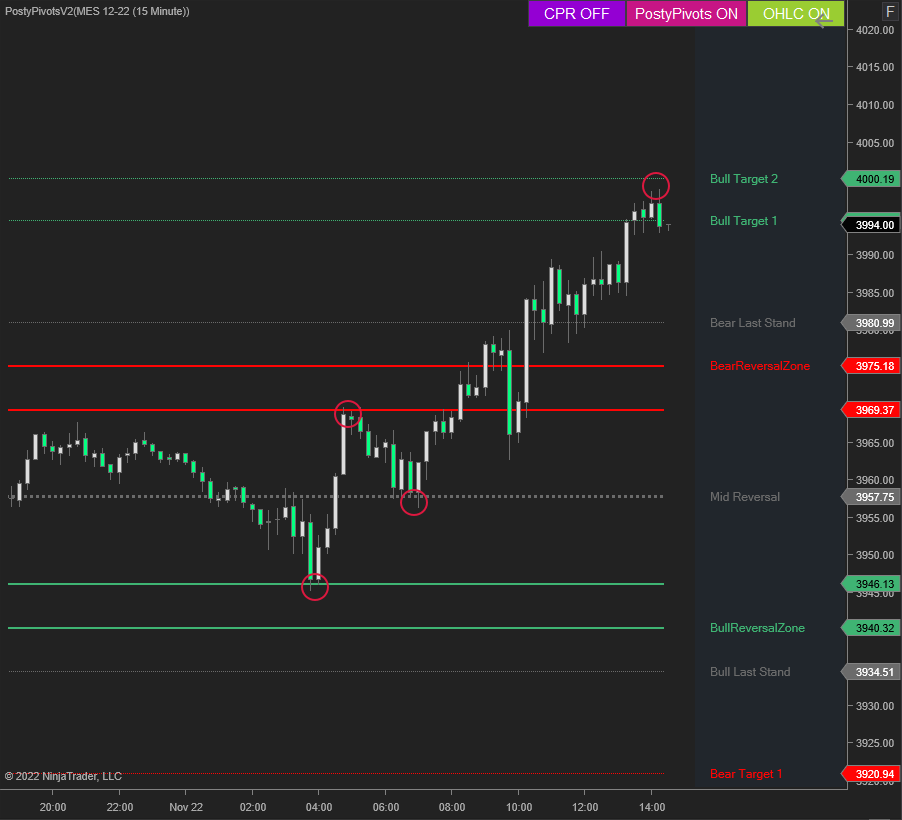 PostyPivotsV2(MES 12-22 (15 Minute))
CPR OFF
PostyPivots ON
OHLC ON
F
4020.00
4015.00
4010.00
4005.00
Bull Target 2
4000.19
Bull Target 1
3994.00
3990.00
3985.00
Bear Last Stand
3980.99
3980.00
BearReversalZone
3975.18
3969.37
3965.00
3960.00
Mid Reversal
3957.75
3955.00
3950.00
3946.13
3945.00
BullReversalZone
3940.32
Bull Last Stand
3934.51
3930.00
3925.00
Bear Target 1
3920.94
© 2022 NinjaTrader, LLC
20:00
22:00
Nov 22
02:00
04:00
06:00
08:00
10:00
12:00
14:00